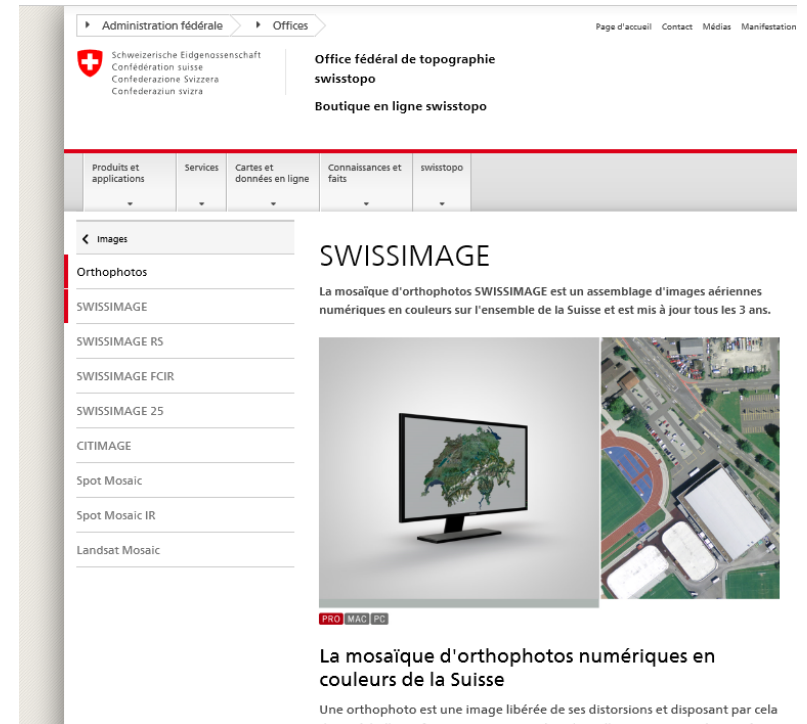 Administration fédérale
Offices
Page d'accueil Contact Médias Manifestation
Schweizerische Eidgenossenschaft
Confédération suisse
Confederazione Svizzera
Confederaziun svizra
Office fédéral de topographie
swisstopo
Boutique en ligne swisstopo
Produits et
applications
Services
Cartes et
données en ligne
Connaissances et
faits
swisstopo
Images
Orthophotos
SWISSIMAGE
SWISSIMAGE RS
SWISSIMAGE FCIR
SWISSIMAGE 25
CITIMAGE
Spot Mosaic
Spot Mosaic IR
Landsat Mosaic
SWISSIMAGE
La mosaïque d'orthophotos SWISSIMAGE est un assemblage d'images aériennes
numériques en couleurs sur l'ensemble de la Suisse et est mis à jour tous les 3 ans.
PRO MAC PC
La mosaïque d'orthophotos numériques en
couleurs de la Suisse
Une orthophoto est une image libérée de ses distorsions et disposant par cela